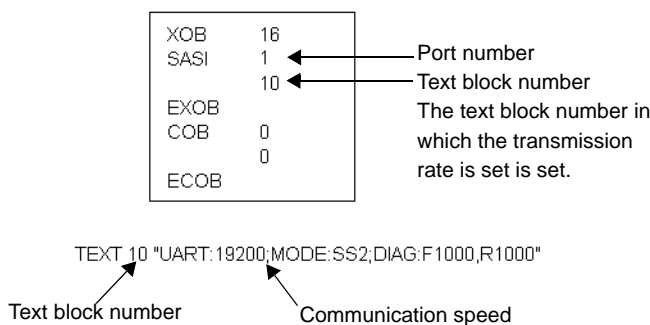 XOB 16
SASI 1
10
EXOB
COB 0
0
ECOB
Port number
Text block number
The text block number in
which the transmission
rate is set is set.
TEXT 10 "UART:19200;MODE:SS2;DIAG:F1000,R1000"
Text block number
Communication speed